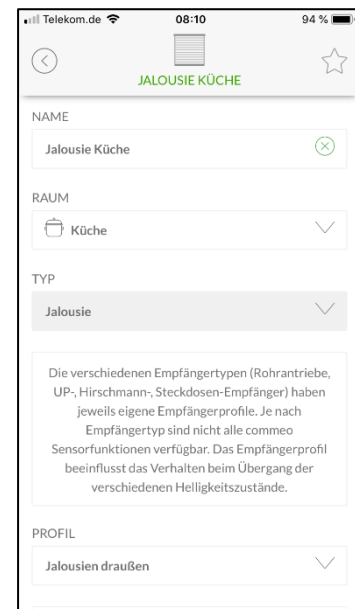 Telekom.de 08:10 94 %
JALOUSIE KÜCHE
NAME
Jalousie Küche
RAUM
Küche
TYP
Jalousie
Die verschiedenen Empfängertypen (Rohrantriebe,
UP-, Hirschmann-, Steckdosen-Empfänger) haben
jeweils eigene Empfängerprofile. Je nach
Empfängertyp sind nicht alle commeo
Sensorfunktionen verfügbar. Das Empfängerprofil
beeinflusst das Verhalten beim Übergang der
verschiedenen Helligkeitszustände.
PROFIL
Jalousien draußen